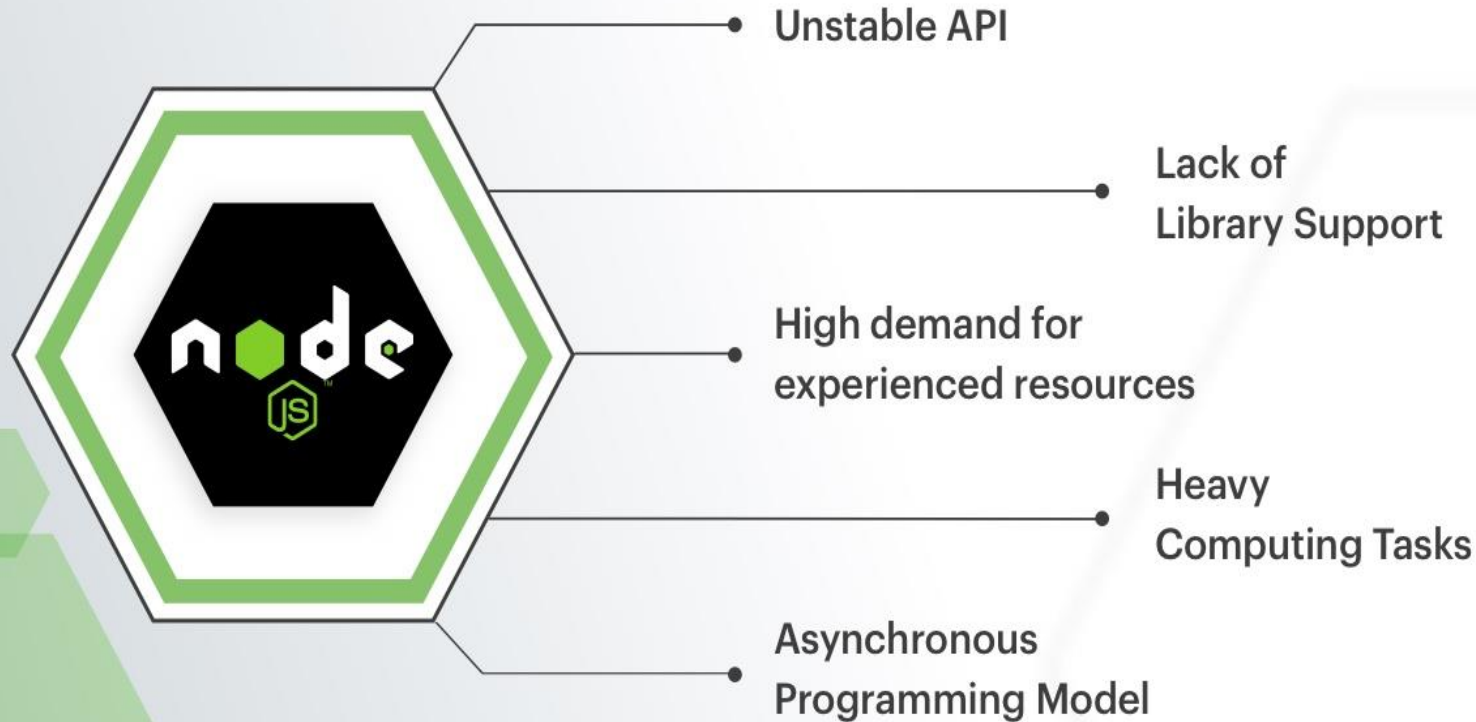 Unstable API
Lack of
Library Support
node
TM
JS
High demand for
experienced resources
Heavy
Computing Tasks
Asynchronous
Programming Model